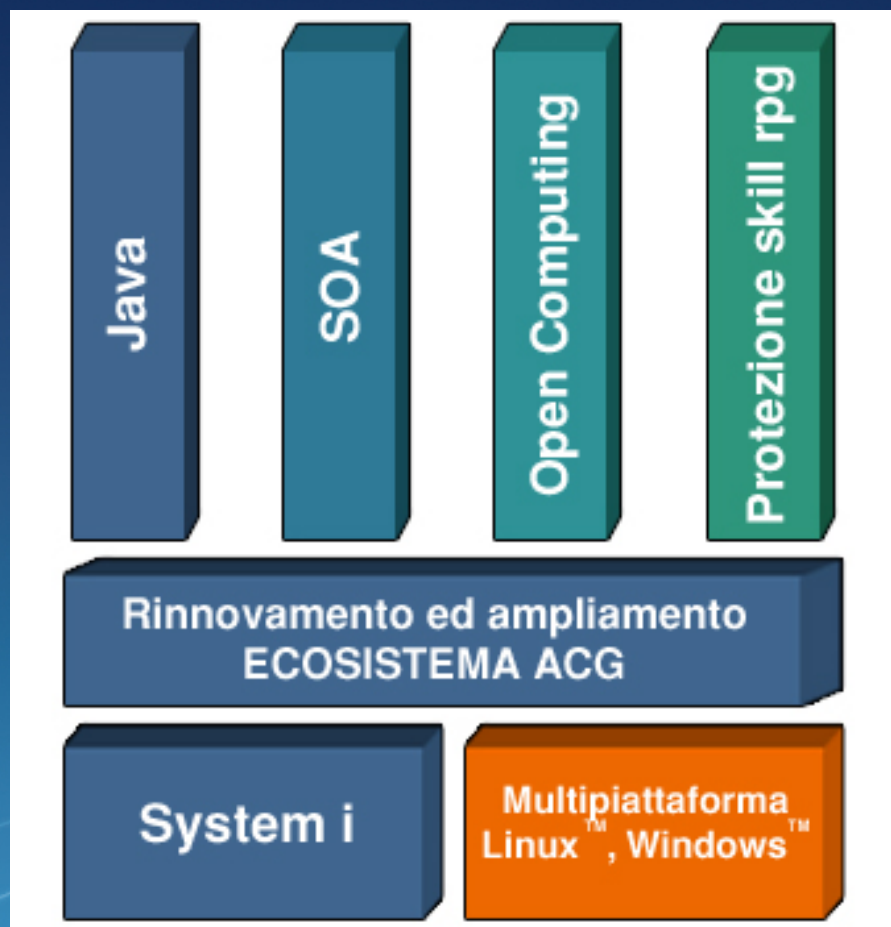 Java
SOA
Open Computing
Protezione skill rpg
Rinnovamento ed ampliamento
ECOSISTEMA ACG
System i
Multipiattaforma
Linux™, Windows™